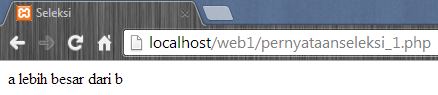 Seleksi
localhost/web1/pernyataanseleksi_1.php
a lebih besar dari b